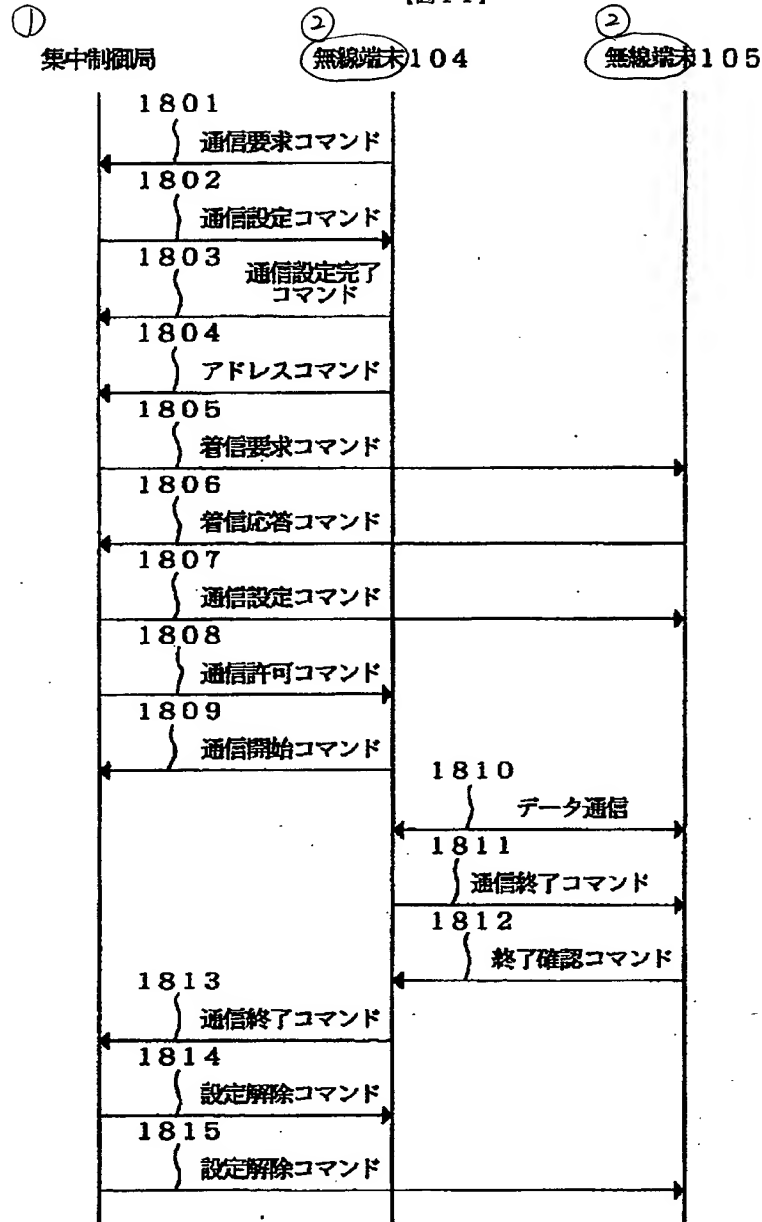 ① ② ②
集中制御局 無線端末104 無線端末105
1801
通信要求コマンド
1802
通信設定コマンド
1803
通信設定完了
コマンド
1804
アドレスコマンド
1805
着信要求コマンド
1806
着信応答コマンド
1807
通信設定コマンド
1808
通信許可コマンド
1809
通信開始コマンド
1810
データ通信
1811
通信終了コマンド
1812
終了確認コマンド
1813
通信終了コマンド
1814
設定解除コマンド
1815
設定解除コマンド